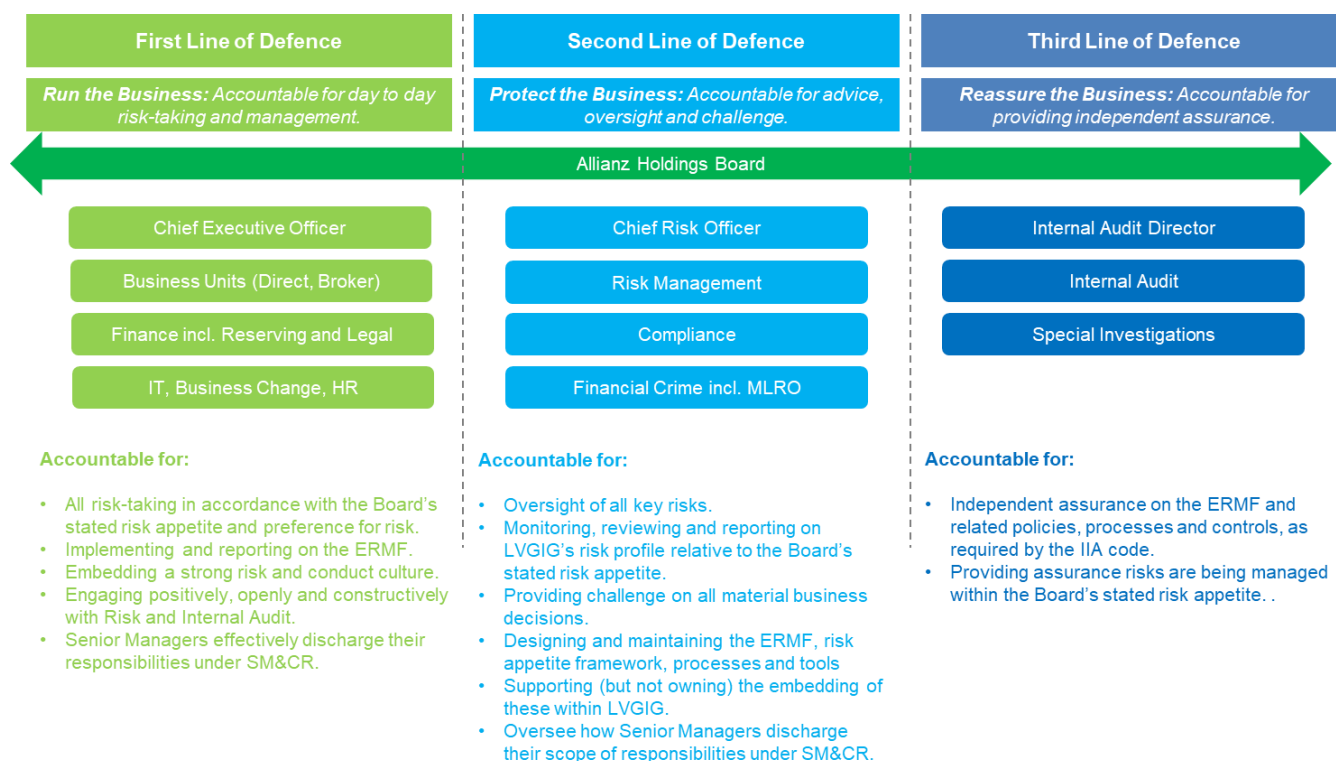 First Line of Defence
Second Line of Defence
Third Line of Defence
Run the Business: Accountable for day to day
risk-taking and management.
Protect the Business: Accountable for advice,
oversight and challenge.
Reassure the Business: Accountable for
providing independent assurance.
Allianz Holdings Board
Chief Executive Officer
Business Units (Direct, Broker)
Finance incl. Reserving and Legal
IT, Business Change, HR
Chief Risk Officer
Risk Management
Compliance
Financial Crime incl. MLRO
Internal Audit Director
Internal Audit
Special Investigations
Accountable for:
• All risk-taking in accordance with the Board's
stated risk appetite and preference for risk.
• Implementing and reporting on the ERMF.
• Embedding a strong risk and conduct culture.
• Engaging positively, openly and constructively
with Risk and Internal Audit.
• Senior Managers effectively discharge their
responsibilities under SM&CR.
Accountable for:
• Oversight of all key risks.
• Monitoring, reviewing and reporting on
LVGIG's risk profile relative to the Board's
stated risk appetite.
• Providing challenge on all material business
decisions.
• Designing and maintaining the ERMF, risk
appetite framework, processes and tools
• Supporting (but not owning) the embedding of
these within LVGIG.
• Oversee how Senior Managers discharge
their scope of responsibilities under SM&CR.
Accountable for:
• Independent assurance on the ERMF and
related policies, processes and controls, as
required by the IIA code.
• Providing assurance risks are being managed
within the Board's stated risk appetite. .